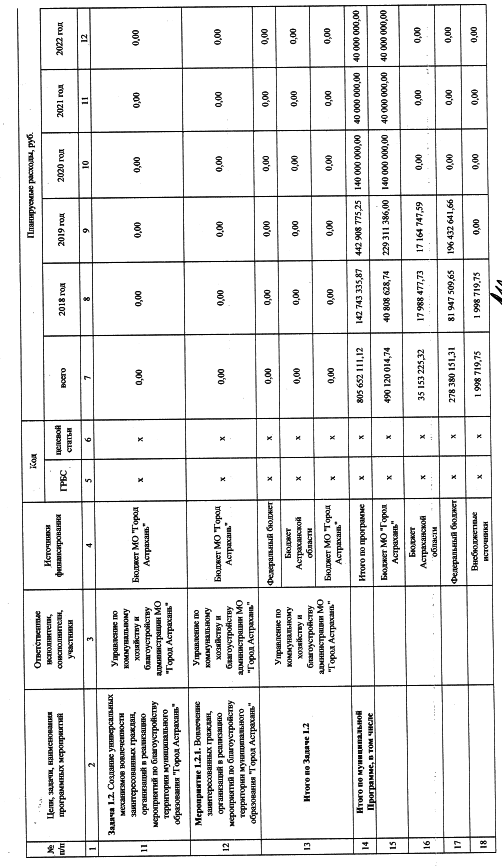 №
п/п
Цели, задачи, наименования
программных мероприятий
Ответственные
исполнители,
соисполнители,
участники
Источники
финансирования
Код
ГРБС
целевой
статьи
Планируемые расходы, руб.
всего
2018 год
2019 год
2020 год
2021 год
2022 год
1 2 3 4 5 6 7 8 9 10 11 12
11
Задача 1.2. Создание универсальных
механизмов вовлеченности
заинтересованных граждан,
организаций в реализацию
мероприятий по благоустройству
территории муниципального
образования "Город Астрахань"
Управление по
коммунальному
хозяйству и
благоустройству
администрации МО
"Город Астрахань"
Бюджет МО "Город
Астрахань"
х х 0,00 0,00 0,00 0,00 0,00 0,00
12
Мероприятие 1.2.1. Вовлечение
заинтересованных граждан,
организаций в реализацию
мероприятий по благоустройству
территории муниципального
образования "Город Астрахань"
Управление по
коммунальному
хозяйству и
благоустройству
администрации МО
"Город Астрахань"
Бюджет МО "Город
Астрахань"
х х 0,00 0,00 0,00 0,00 0,00 0,00
13
Итого по Задаче 1.2
Управление по
коммунальному
хозяйству и
благоустройству
администрации МО
"Город Астрахань"
Федеральный бюджет
х х 0,00 0,00 0,00 0,00 0,00 0,00
Бюджет
Астраханской
области
х х 0,00 0,00 0,00 0,00 0,00 0,00
Бюджет МО "Город
Астрахань"
х х 0,00 0,00 0,00 0,00 0,00 0,00
14
Итого по муниципальной
Программе, в том числе
Итого по программе
х х 805 652 111,12 142 743 335,87 442 908 775,25 140 000 000,00 40 000 000,00 40 000 000,00
15
Бюджет МО "Город
Астрахань"
х х 490 120 014,74 40 808 628,74 229 311 386,00 140 000 000,00 40 000 000,00 40 000 000,00
16
Бюджет
Астраханской
области
х х 35 153 225,32 17 988 477,73 17 164 747,59 0,00 0,00 0,00
17
Федеральный бюджет
х х 278 380 151,31 81 947 509,65 196 432 641,66 0,00 0,00 0,00
18
Внебюджетные
источники
х х 1 998 719,75 1 998 719,75 0,00 0,00 0,00 0,00